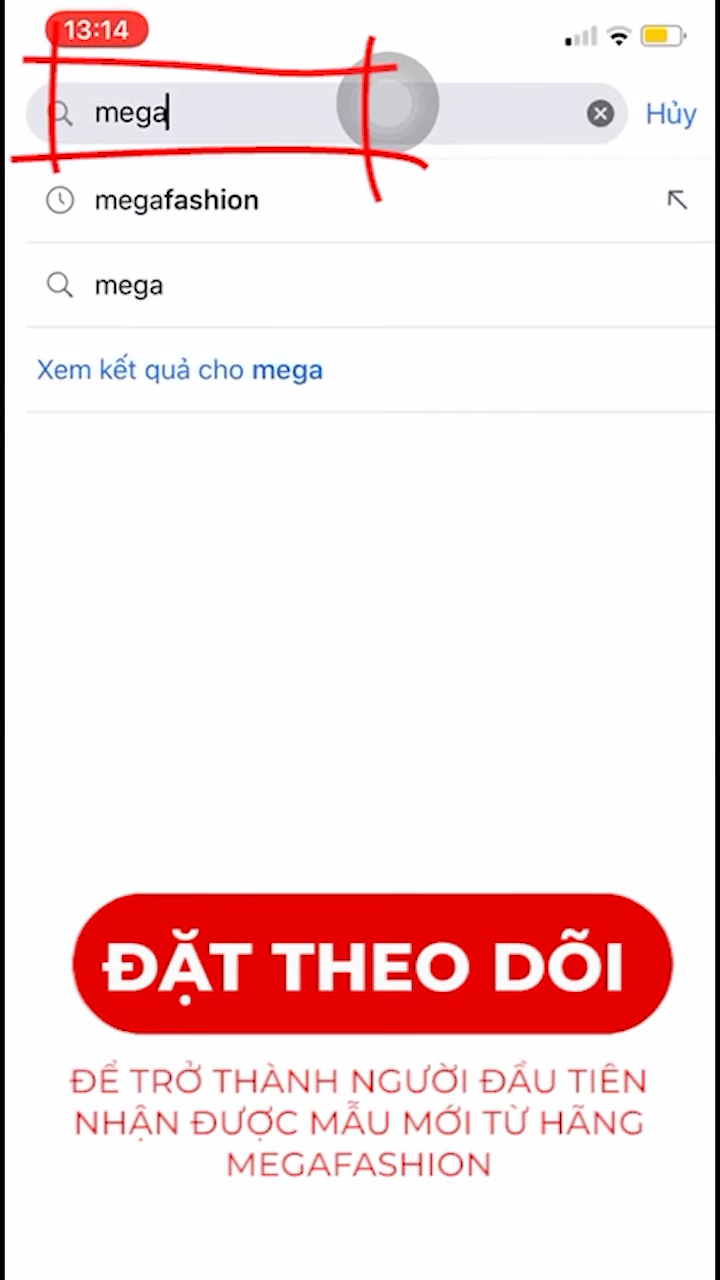 13:14
mega
Hủy
megafashion
mega
Xem kết quả cho mega
ĐẶT THEO DÕI
ĐỂ TRỞ THÀNH NGƯỜI ĐẦU TIÊN
NHẬN ĐƯỢC MẪU MỚI TỪ HÃNG
MEGAFASHION